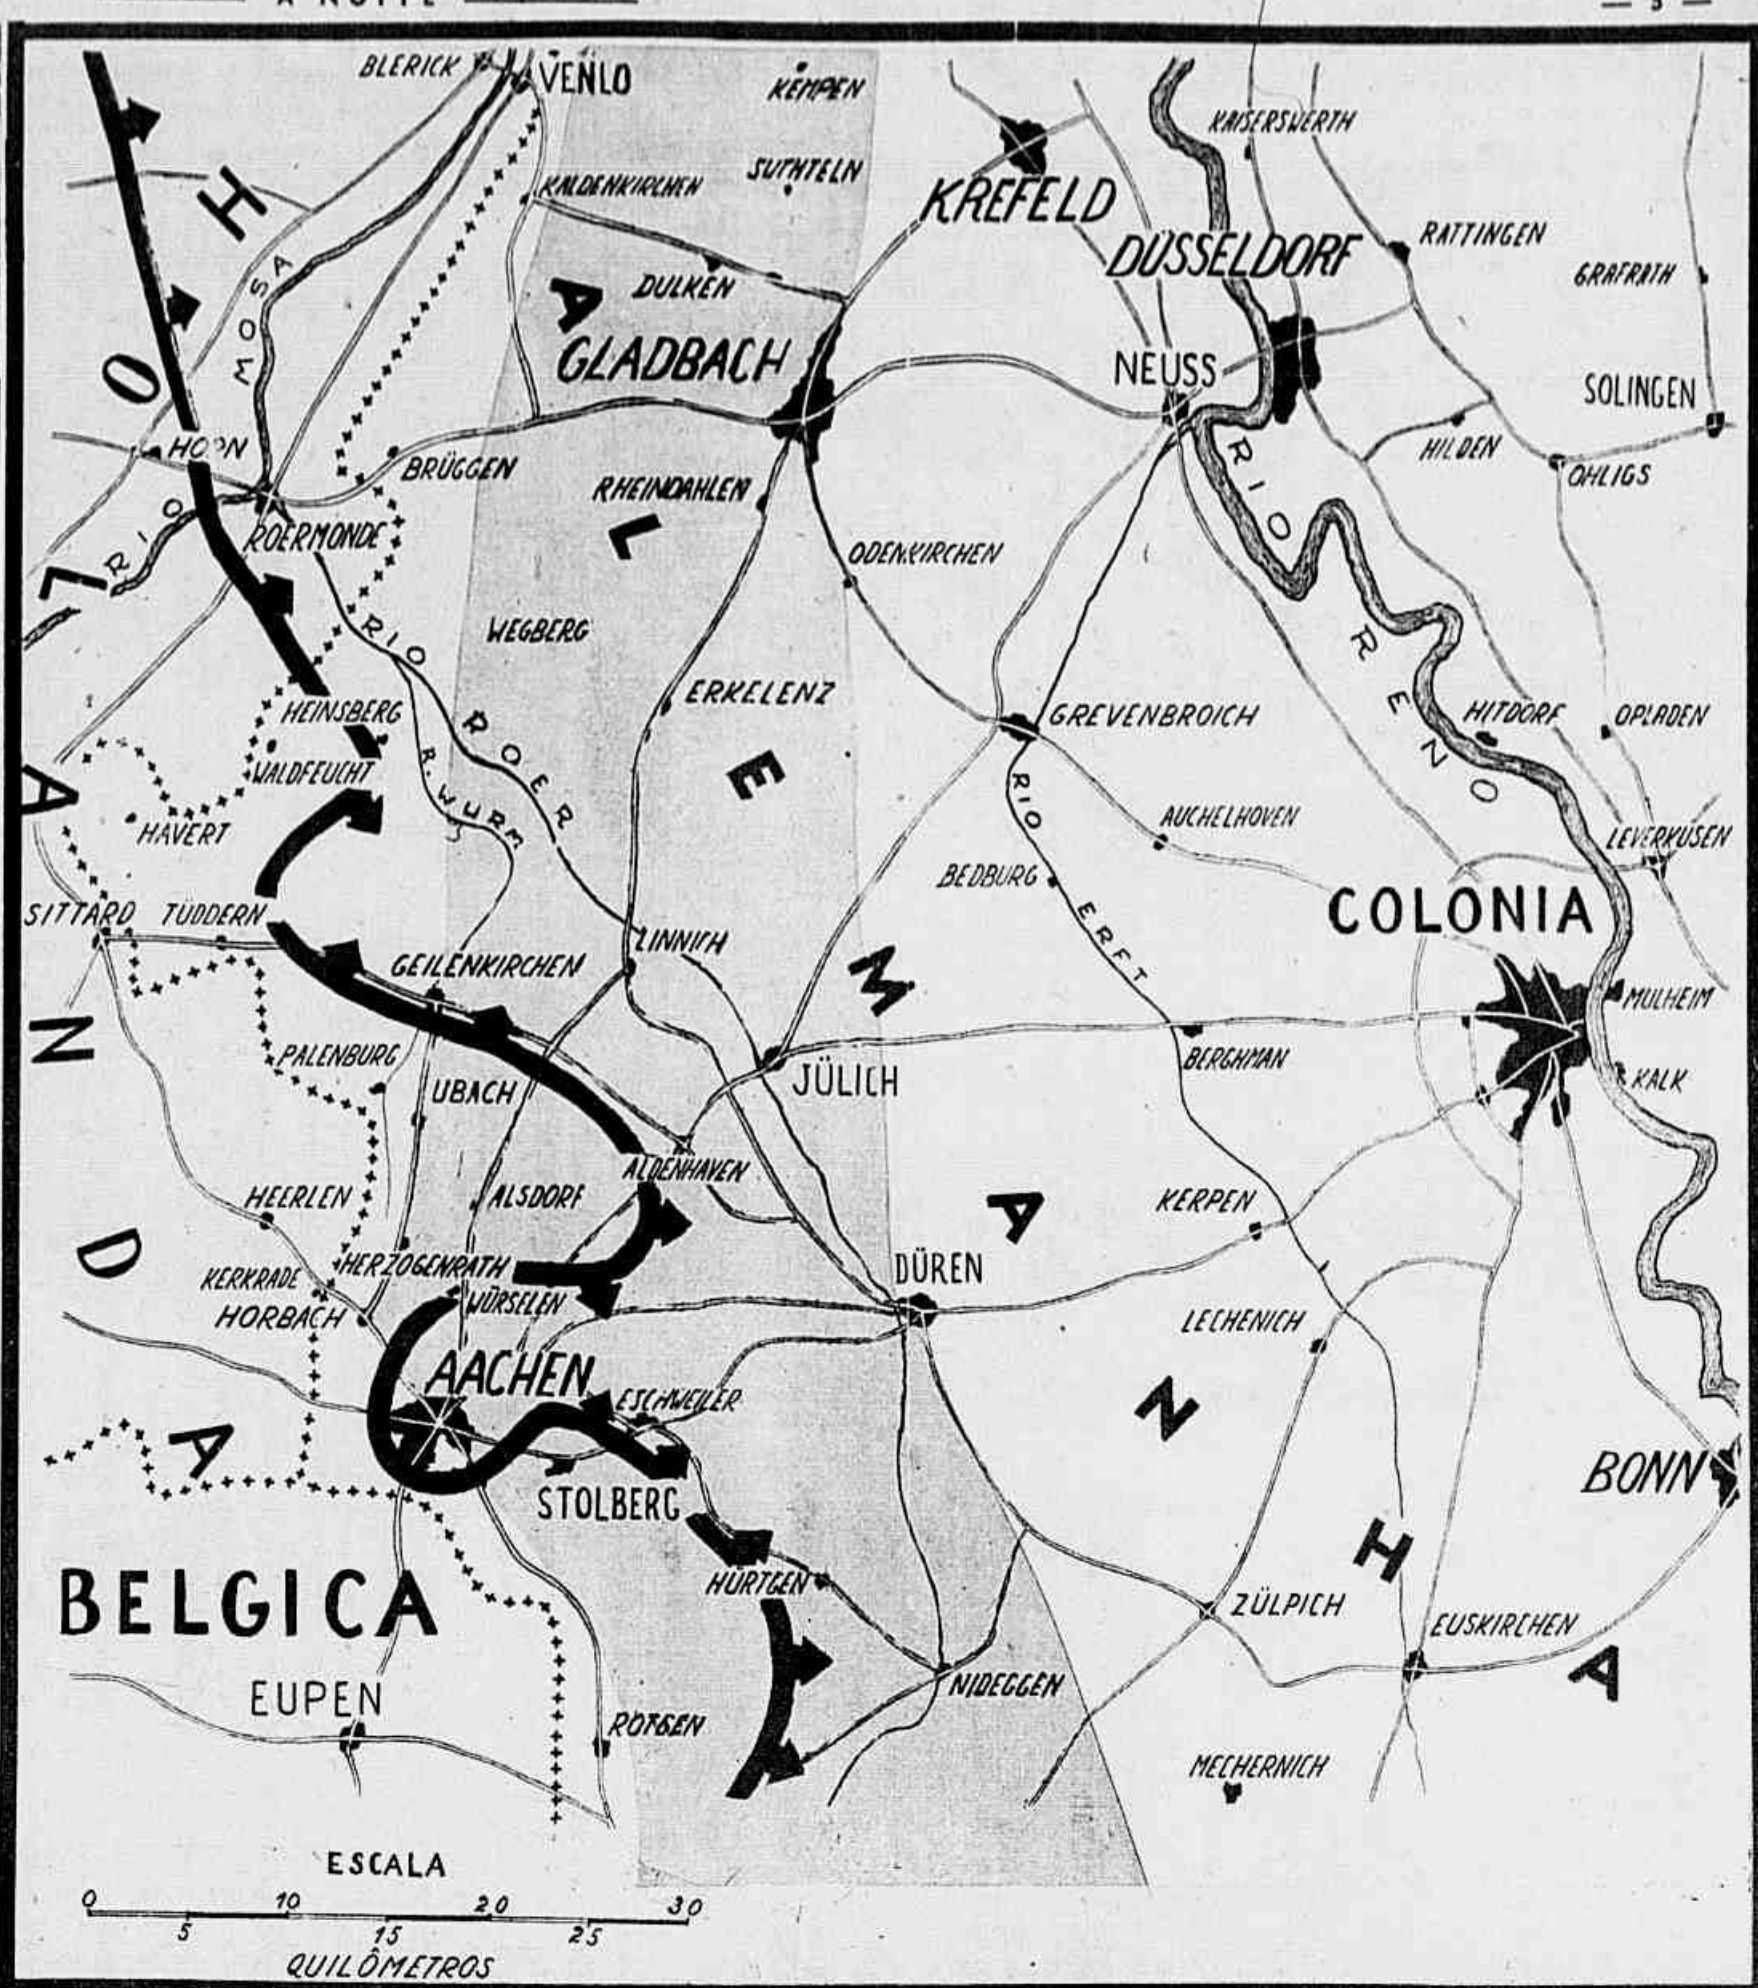 A NOITE
— 5 —
BLERICK
VENLO
KEMPEN
KAISERSWERTH
SUTHTELN
KALDENKIRCHEN
KREFELD
DÜSSELDORF
RATTINGEN
GRAFRATH
DULKEN
GLADBACH
NEUSS
SOLINGEN
RIO MOSA
HORN
BRÜGGEN
RHEINDAHLEN
HILDEN
OHLIGS
ROERMONDE
ODENKIRCHEN
RIO RENO
WEGBERG
RIO ROER
ERKELENZ
HEINSBERG
GREVENBROICH
HITDORF
OPLADEN
WALDFEUCHT
R. WURM
HAVERT
RIO ERFT
AUCHELHOVEN
LEVERKUSEN
BEDBURG
COLONIA
SITTARD
TÜDDERN
LINNICH
GEILENKIRCHEN
MULHEIM
PALENBURG
UBACH
JÜLICH
BERGHMAN
KALK
ALDENHAVEN
HEERLEN
ALSDORF
KERPEN
HERZOGENRATH
KERKRADE
DÜREN
WÜRSELEN
HORBACH
LECHENICH
AACHEN
ESCHWEILER
STOLBERG
BONN
HOLANDA
ALEMANHA
BELGICA
HÜRTGEN
ZÜLPICH
EUSKIRCHEN
EUPEN
NIDEGGEN
ROTGEN
MECHERNICH
ESCALA
0 10 20 30
5 15 25
QUILÔMETROS